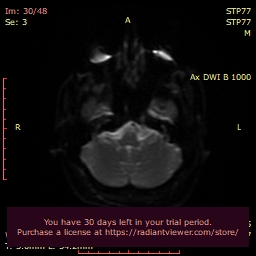 Im: 30/48
Se: 3
A
STP77
STP77
M
Ax DWI B 1000
R
L
You have 30 days left in your trial period.
Purchase a license at https://radiantviewer.com/store/